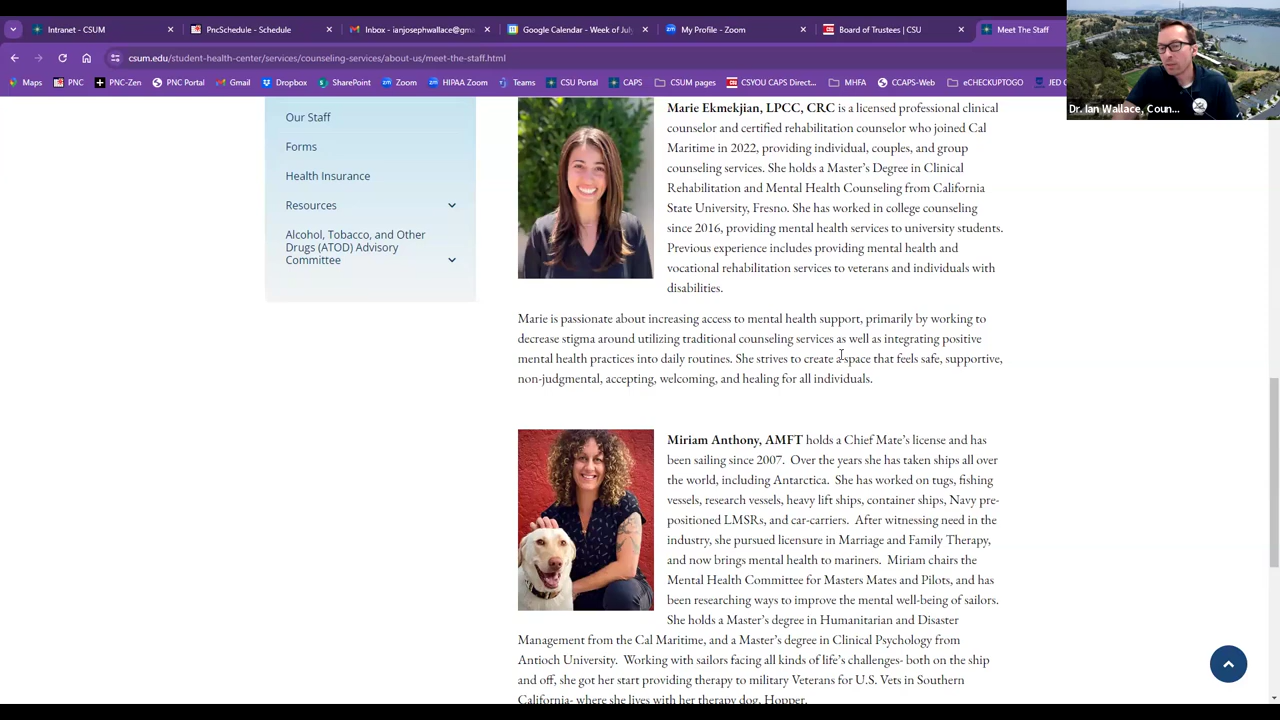 Intranet - CSUM
PncSchedule - Schedule
Inbox - ianjosephwallace@gm
Google Calendar - Week of July
My Profile - Zoom
Board of Trustees | CSU
Meet The Staff
csum.edu/student-health-center/services/counseling-services/about-us/meet-the-staff.html
Maps
PNC
PNC-Zen
PNC Portal
Gmail
Dropbox
SharePoint
Zoom
HIPAA Zoom
Teams
CSU Portal
CAPS
CSUM pages
CSYOU CAPS Direct...
MHFA
CCAPS-Web
eCHECKUPTOGO
JED
Dr. Ian Wallace, Coun...
Our Staff
Forms
Health Insurance
Resources
Alcohol, Tobacco, and Other
Drugs (ATOD) Advisory
Committee
Marie Ekmekjian, LPCC, CRC is a licensed professional clinical
counselor and certified rehabilitation counselor who joined Cal
Maritime in 2022, providing individual, couples, and group
counseling services. She holds a Master's Degree in Clinical
Rehabilitation and Mental Health Counseling from California
State University, Fresno. She has worked in college counseling
since 2016, providing mental health services to university students.
Previous experience includes providing mental health and
vocational rehabilitation services to veterans and individuals with
disabilities.
Marie is passionate about increasing access to mental health support, primarily by working to
decrease stigma around utilizing traditional counseling services as well as integrating positive
mental health practices into daily routines. She strives to create a space that feels safe, supportive,
non-judgmental, accepting, welcoming, and healing for all individuals.
Miriam Anthony, AMFT holds a Chief Mate's license and has
been sailing since 2007. Over the years she has taken ships all over
the world, including Antarctica. She has worked on tugs, fishing
vessels, research vessels, heavy lift ships, container ships, Navy pre-
positioned LMSRs, and car-carriers. After witnessing need in the
industry, she pursued licensure in Marriage and Family Therapy,
and now brings mental health to mariners. Miriam chairs the
Mental Health Committee for Masters Mates and Pilots, and has
been researching ways to improve the mental well-being of sailors.
She holds a Master's degree in Humanitarian and Disaster
Management from the Cal Maritime, and a Master's degree in Clinical Psychology from
Antioch University. Working with sailors facing all kinds of life's challenges- both on the ship
and off, she got her start providing therapy to military Veterans for U.S. Vets in Southern
California- where she lives with her therapy dog, Hopper.